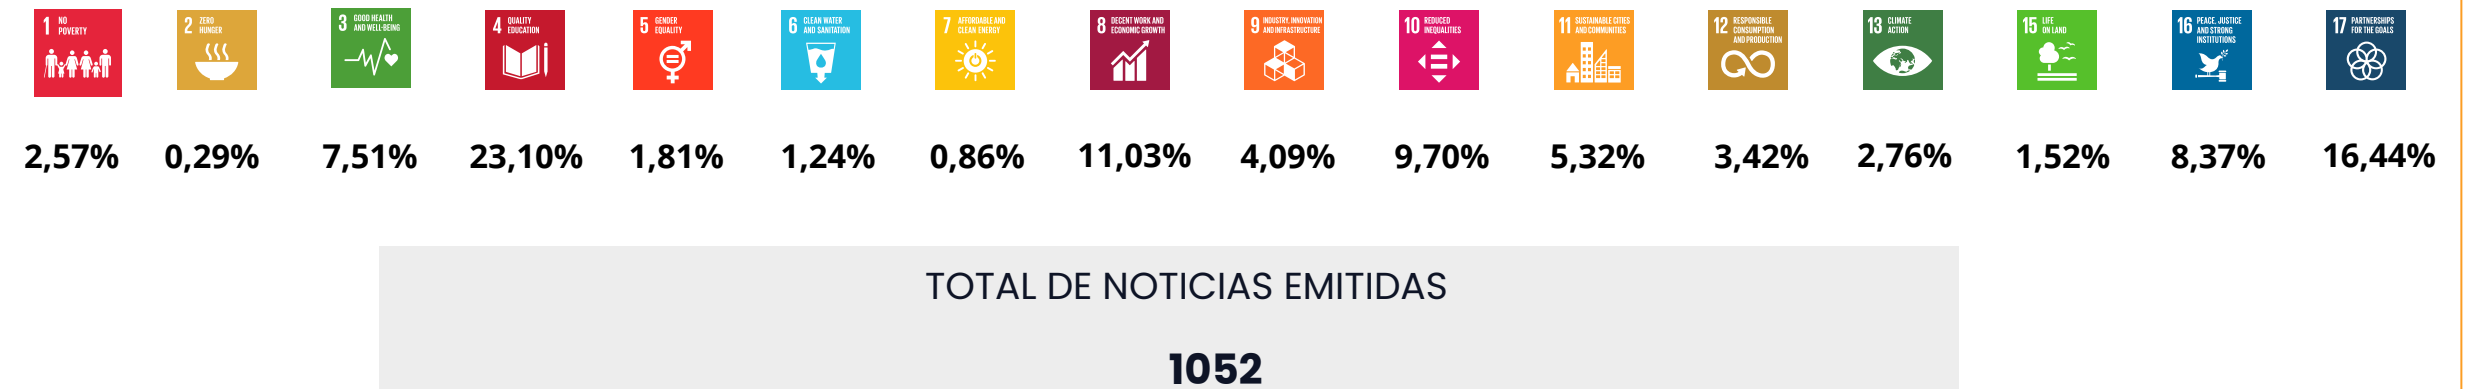 1 NO
POVERTY
2 ZERO
HUNGER
3 GOOD HEALTH
AND WELL-BEING
4 QUALITY
EDUCATION
5 GENDER
EQUALITY
6 CLEAN WATER
AND SANITATION
7 AFFORDABLE AND
CLEAN ENERGY
8 DECENT WORK AND
ECONOMIC GROWTH
9 INDUSTRY, INNOVATION
AND INFRASTRUCTURE
10 REDUCED
INEQUALITIES
11 SUSTAINABLE CITIES
AND COMMUNITIES
12 RESPONSIBLE
CONSUMPTION
AND PRODUCTION
13 CLIMATE
ACTION
15 LIFE
ON LAND
16 PEACE, JUSTICE
AND STRONG
INSTITUTIONS
17 PARTNERSHIPS
FOR THE GOALS
2,57% 0,29% 7,51% 23,10% 1,81% 1,24% 0,86% 11,03% 4,09% 9,70% 5,32% 3,42% 2,76% 1,52% 8,37% 16,44%
TOTAL DE NOTICIAS EMITIDAS
1052